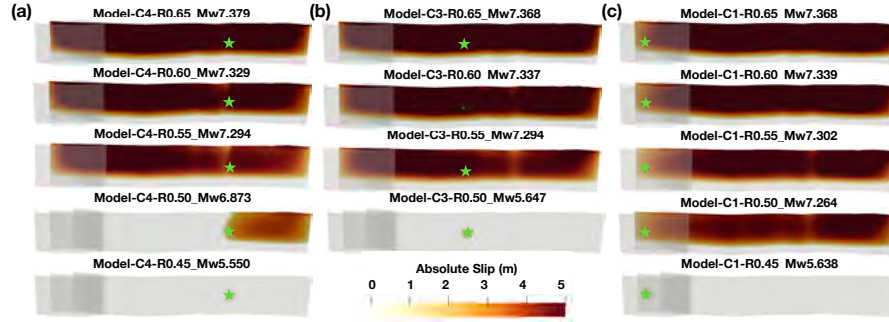 (a)
Model-C4-R0.65_Mw7.379
Model-C4-R0.60_Mw7.329
Model-C4-R0.55_Mw7.294
Model-C4-R0.50_Mw6.873
Model-C4-R0.45_Mw5.550
(b)
Model-C3-R0.65_Mw7.368
Model-C3-R0.60 Mw7.337
Model-C3-R0.55_Mw7.294
Model-C3-R0.50_Mw5.647
Absolute Slip (m)
0 1 2 3 4 5
(c)
Model-C1-R0.65_Mw7.368
Model-C1-R0.60_Mw7.339
Model-C1-R0.55_Mw7.302
Model-C1-R0.50_Mw7.264
Model-C1-R0.45_Mw5.638